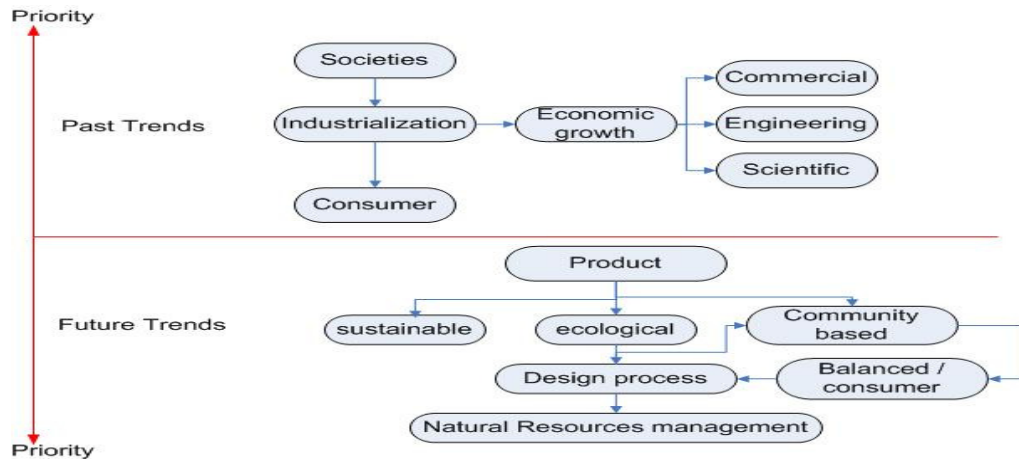 Priority
Societies
Commercial
Past Trends
Industrialization
Economic
growth
Engineering
Scientific
Consumer
Product
Future Trends
sustainable
ecological
Community
based
Design process
Balanced /
consumer
Natural Resources management
Priority